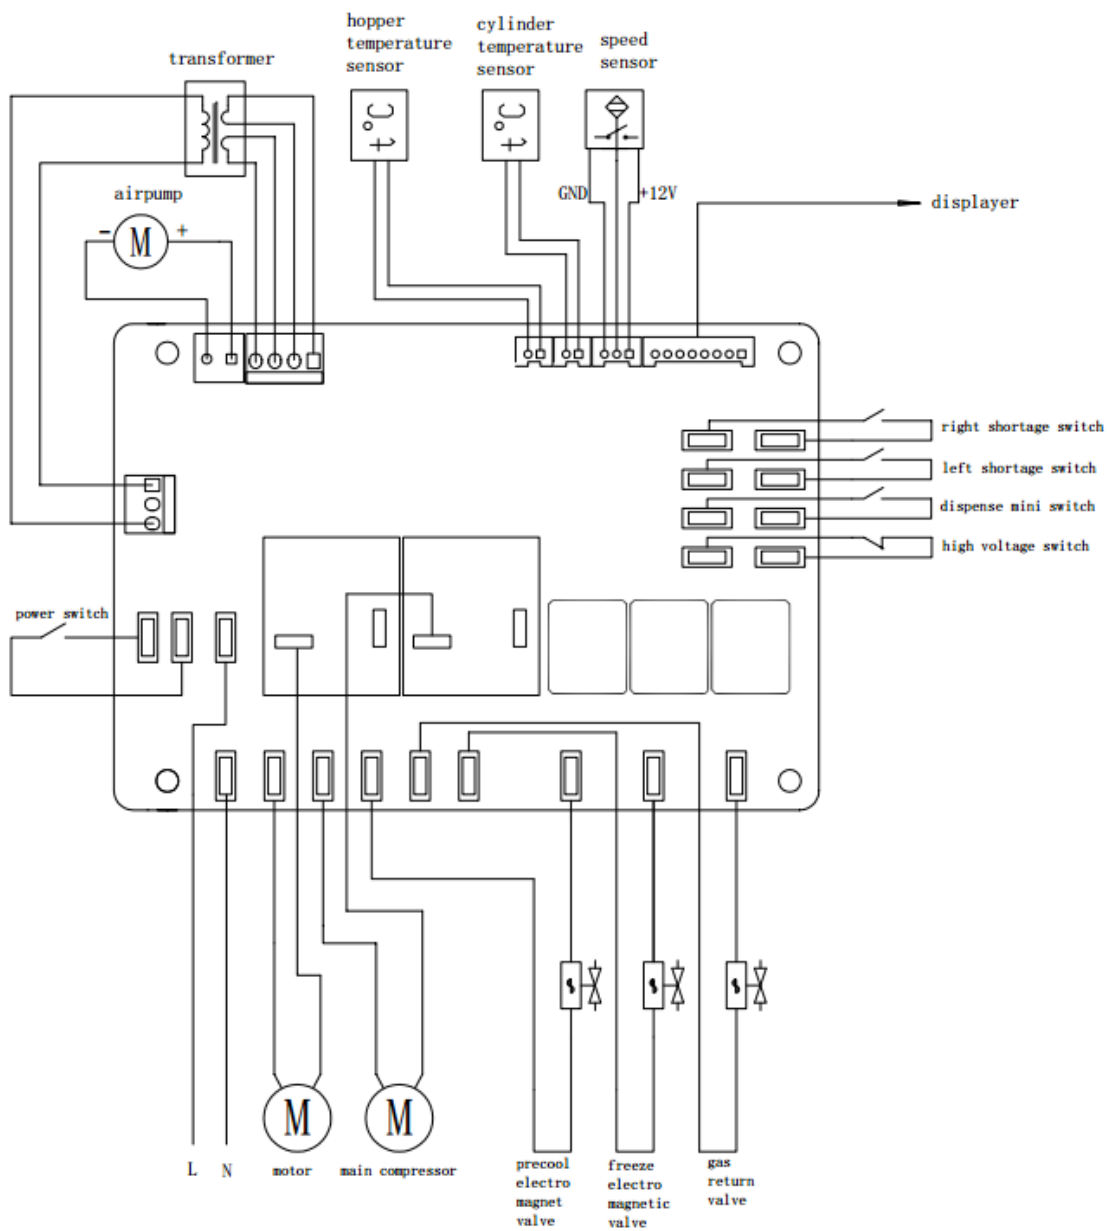 hopper
temperature
sensor
cylinder
temperature
sensor
speed
sensor
transformer
t°C
t°C
airpump
GND
+12V
displayer
-
M
+
right shortage switch
left shortage switch
dispense mini switch
high voltage switch
power switch
M
M
L
N
motor
main compressor
precool
electro
magnet
valve
freeze
electro
magnetic
valve
gas
return
valve